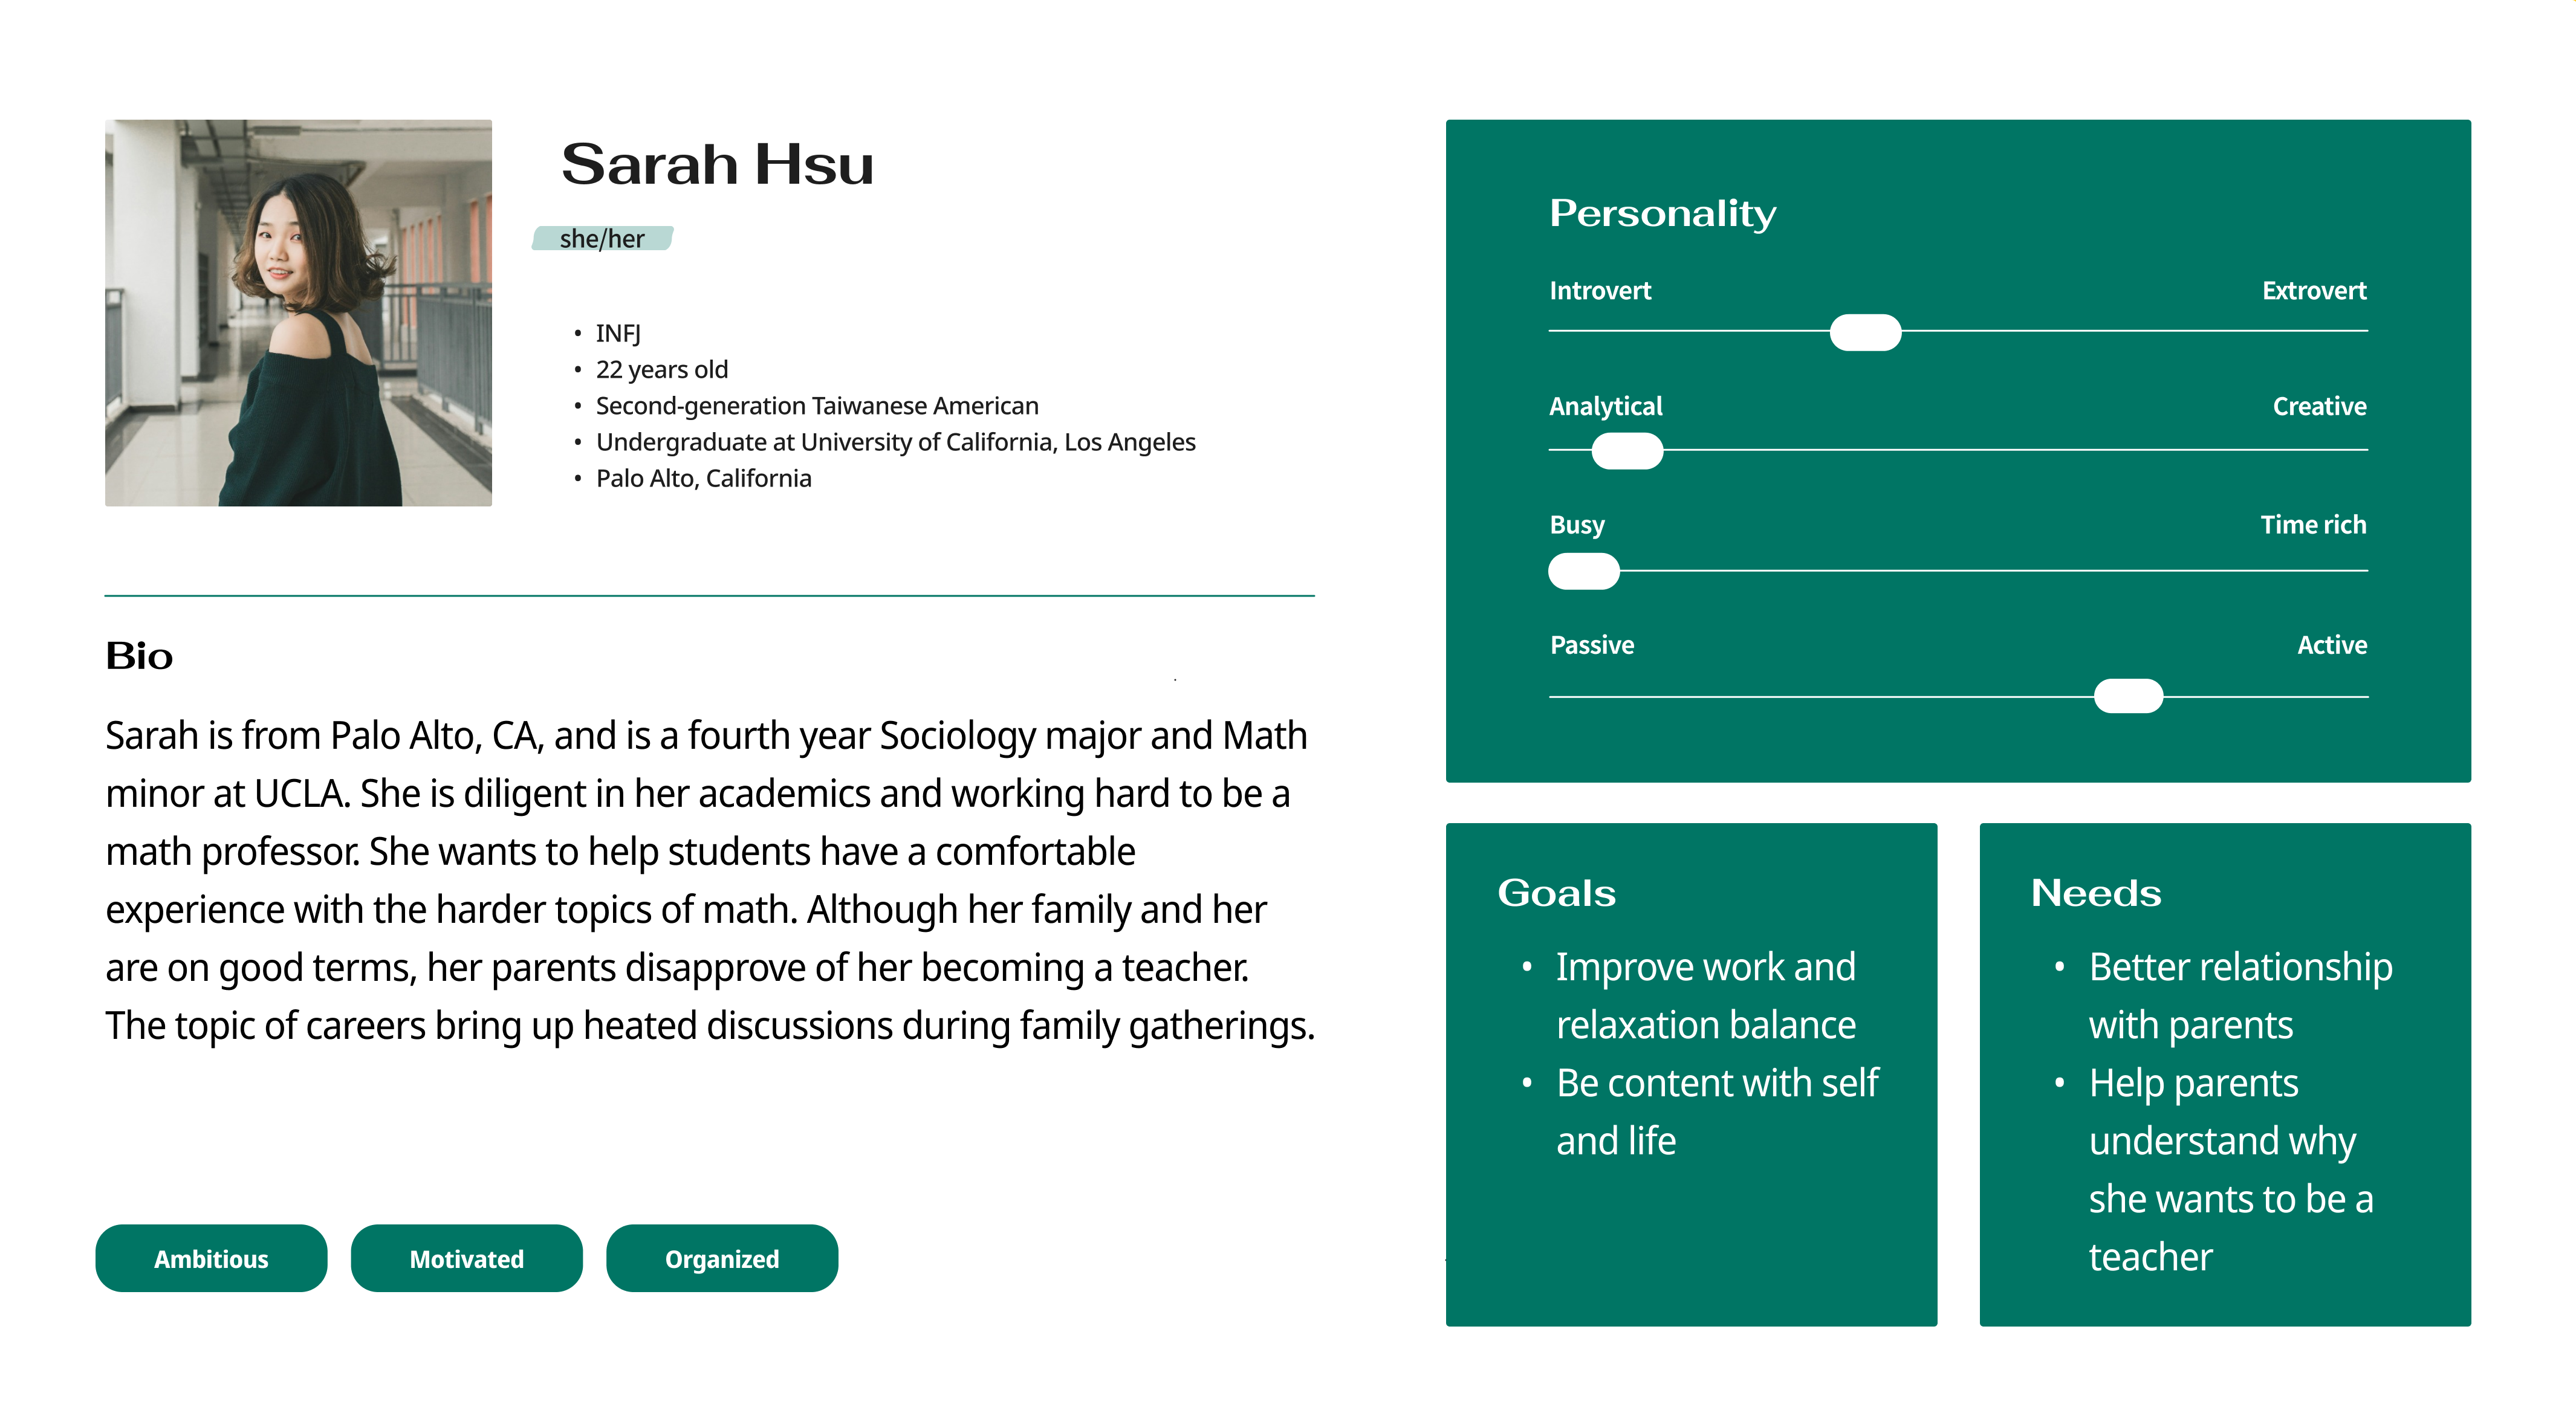 Sarah Hsu
she/her
• INFJ
• 22 years old
• Second-generation Taiwanese American
• Undergraduate at University of California, Los Angeles
• Palo Alto, California
Bio
Sarah is from Palo Alto, CA, and is a fourth year Sociology major and Math
minor at UCLA. She is diligent in her academics and working hard to be a
math professor. She wants to help students have a comfortable
experience with the harder topics of math. Although her family and her
are on good terms, her parents disapprove of her becoming a teacher.
The topic of careers bring up heated discussions during family gatherings.
Ambitious
Motivated
Organized
Personality
Introvert
Extrovert
Analytical
Creative
Busy
Time rich
Passive
Active
Goals
• Improve work and
relaxation balance
• Be content with self
and life
Needs
• Better relationship
with parents
• Help parents
understand why
she wants to be a
teacher